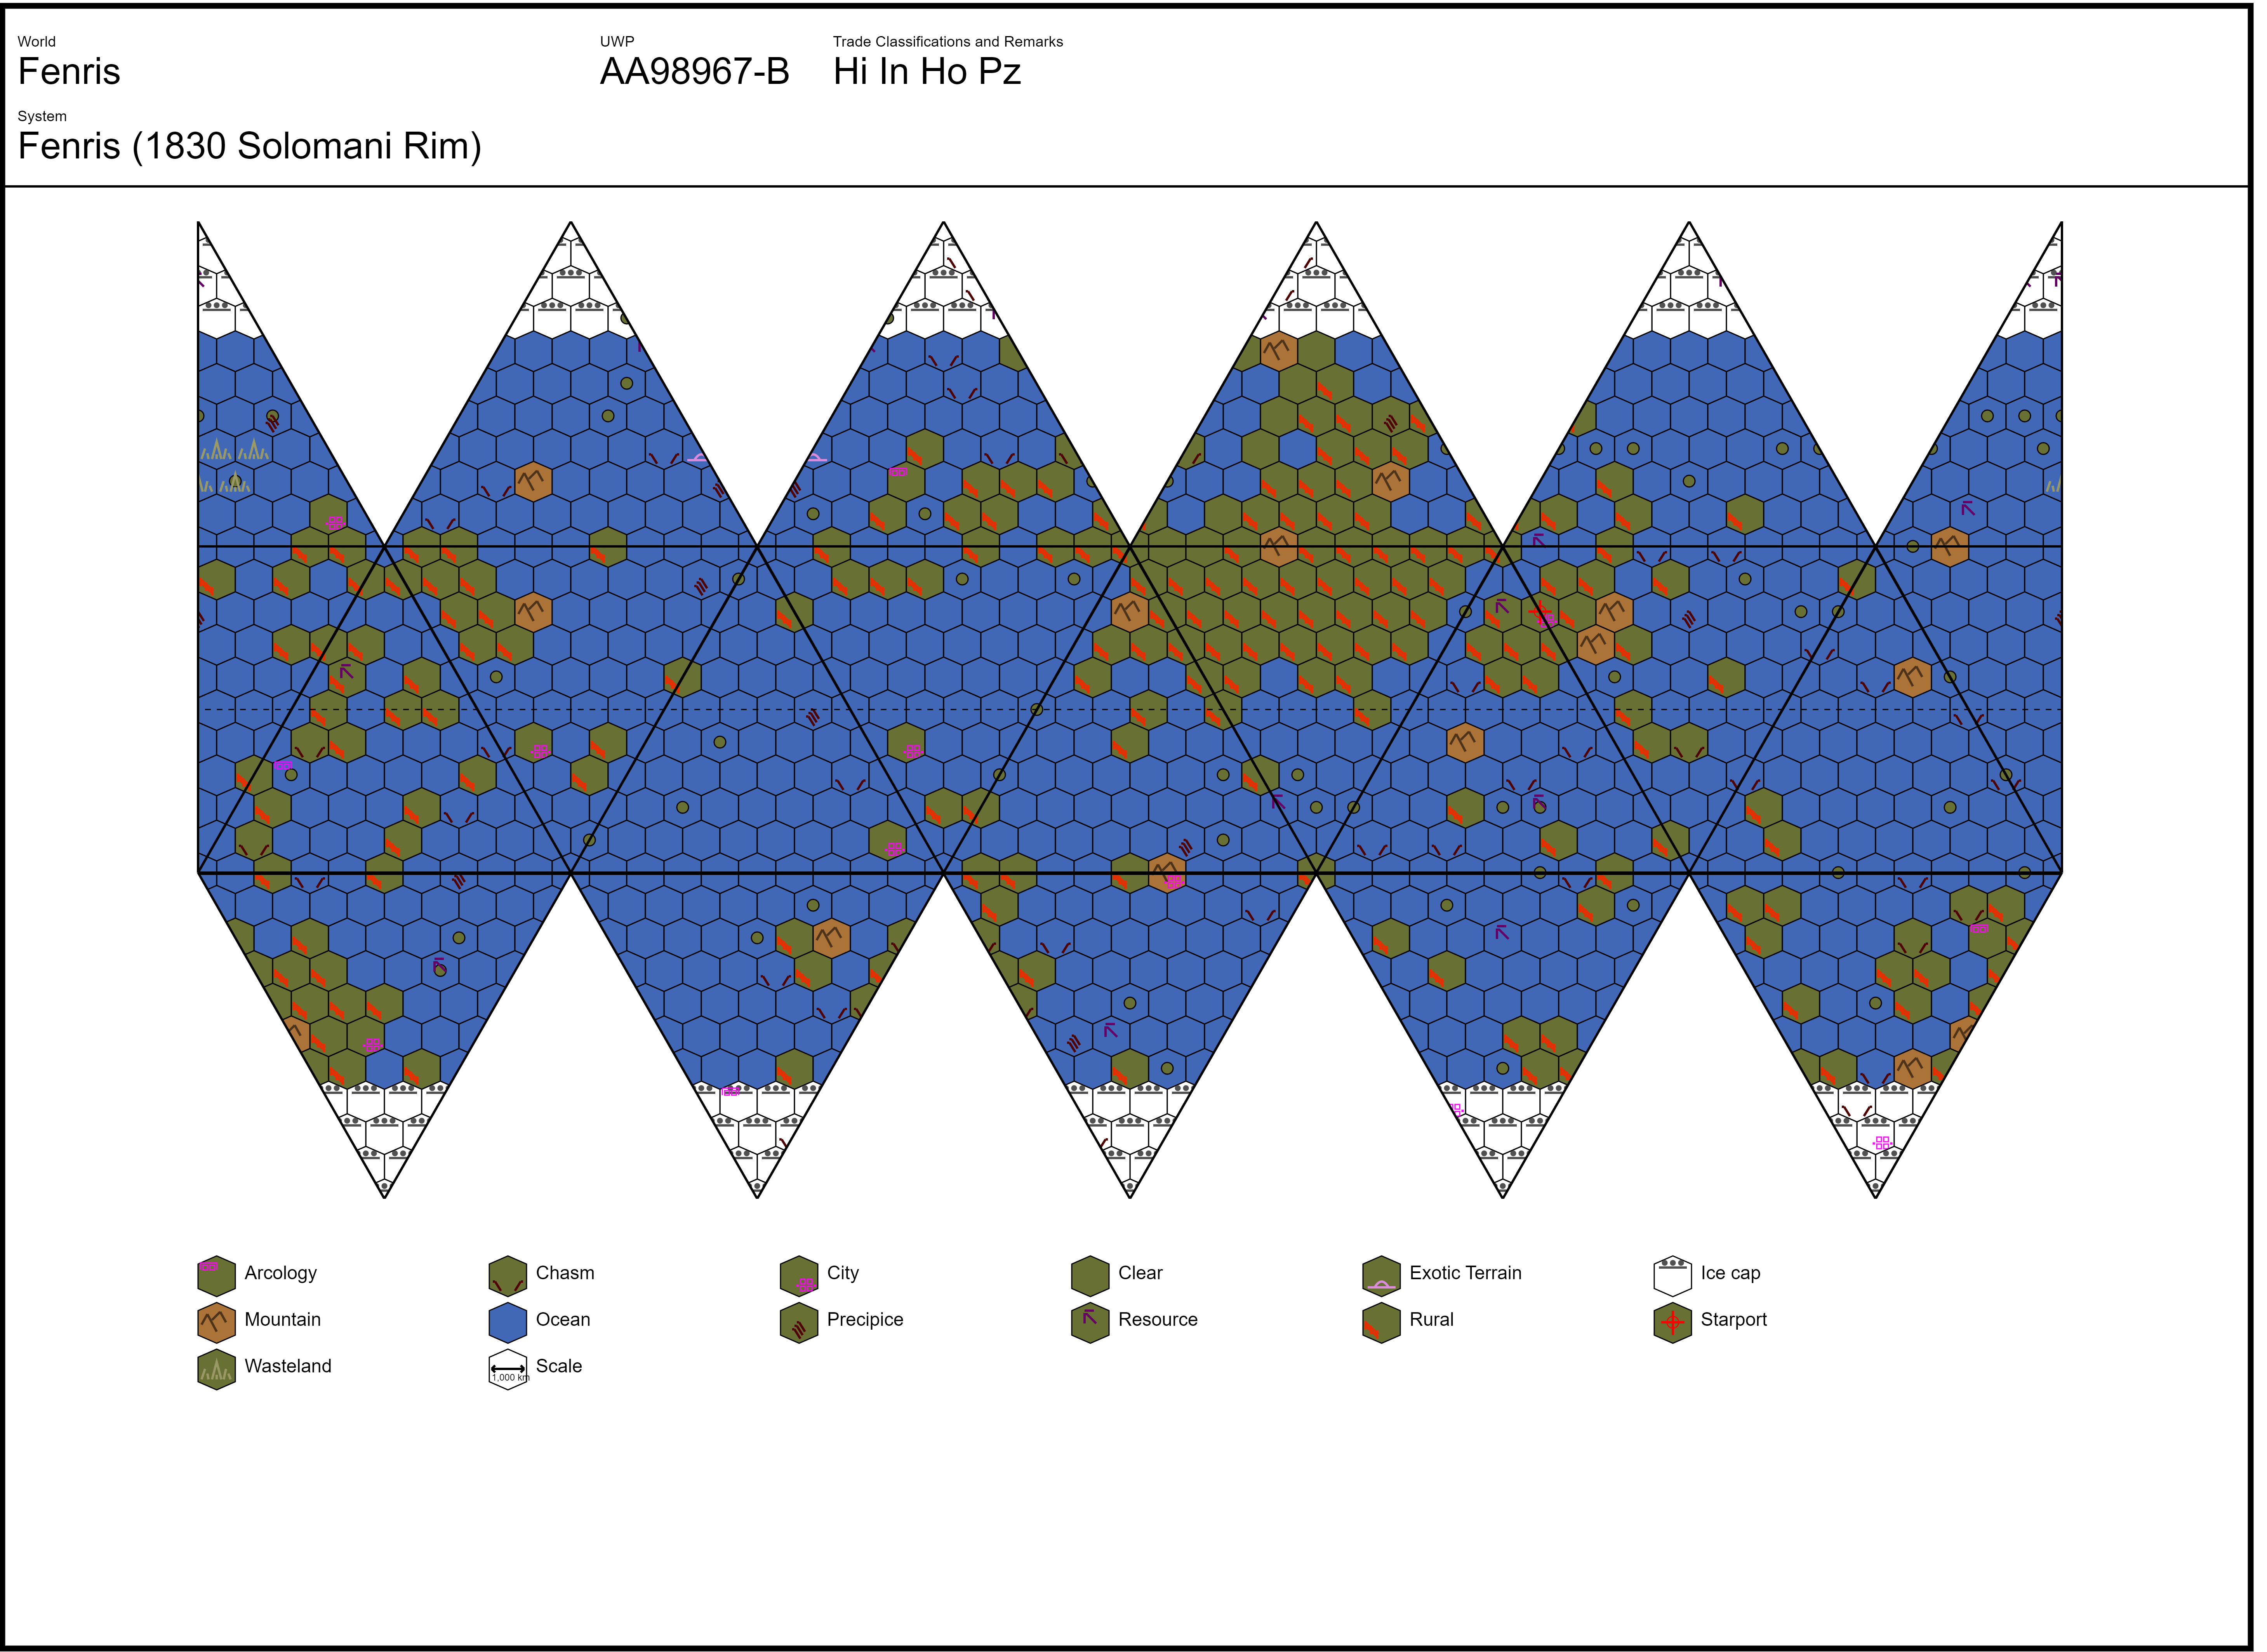 World
UWP
Trade Classifications and Remarks
Fenris
AA98967-B
Hi In Ho Pz
System
Fenris (1830 Solomani Rim)
Arcology
Chasm
City
Clear
Exotic Terrain
Ice cap
Mountain
Ocean
Precipice
Resource
Rural
Starport
Wasteland
Scale
1,000 km